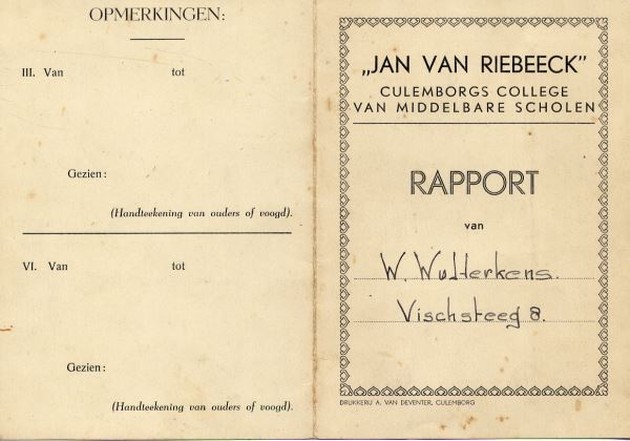 OPMERKINGEN:
III. Van tot
Gezien:
(Handteekening van ouders of voogd).
VI. Van tot
Gezien:
(Handteekening van ouders of voogd).
„JAN VAN RIEBEECK”
CULEMBORGS COLLEGE
VAN MIDDELBARE SCHOLEN
RAPPORT
van
W.
Vischsteeg 8.
DRUKKERIJ A. VAN DEVENTER, CULEMBORG